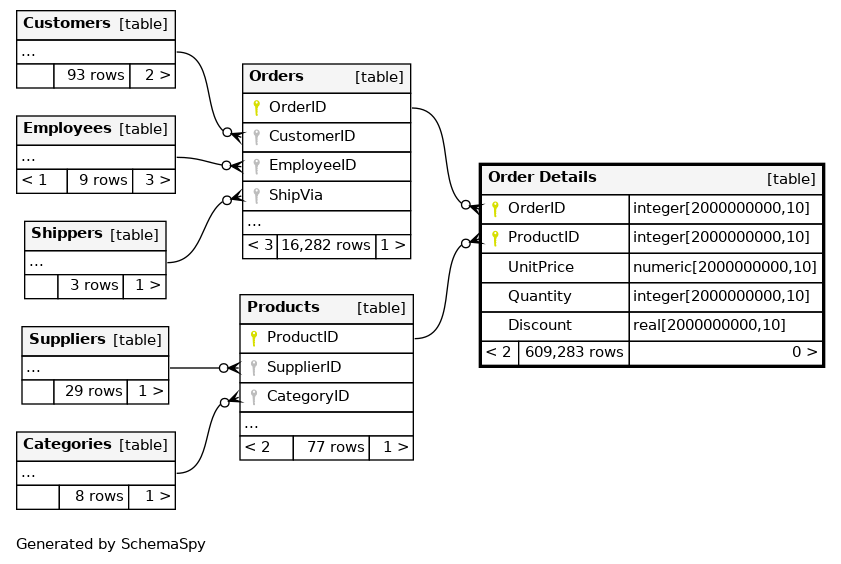 Customers [table]
...
93 rows 2 >
Employees [table]
...
< 1 9 rows 3 >
Shippers [table]
...
3 rows 1 >
Suppliers [table]
...
29 rows 1 >
Categories [table]
...
8 rows 1 >
Orders [table]
OrderID
CustomerID
EmployeeID
ShipVia
...
< 3 16,282 rows 1 >
Products [table]
ProductID
SupplierID
CategoryID
...
< 2 77 rows 1 >
Order Details [table]
OrderID integer[2000000000,10]
ProductID integer[2000000000,10]
UnitPrice numeric[2000000000,10]
Quantity integer[2000000000,10]
Discount real[2000000000,10]
< 2 609,283 rows 0 >
Generated by SchemaSpy